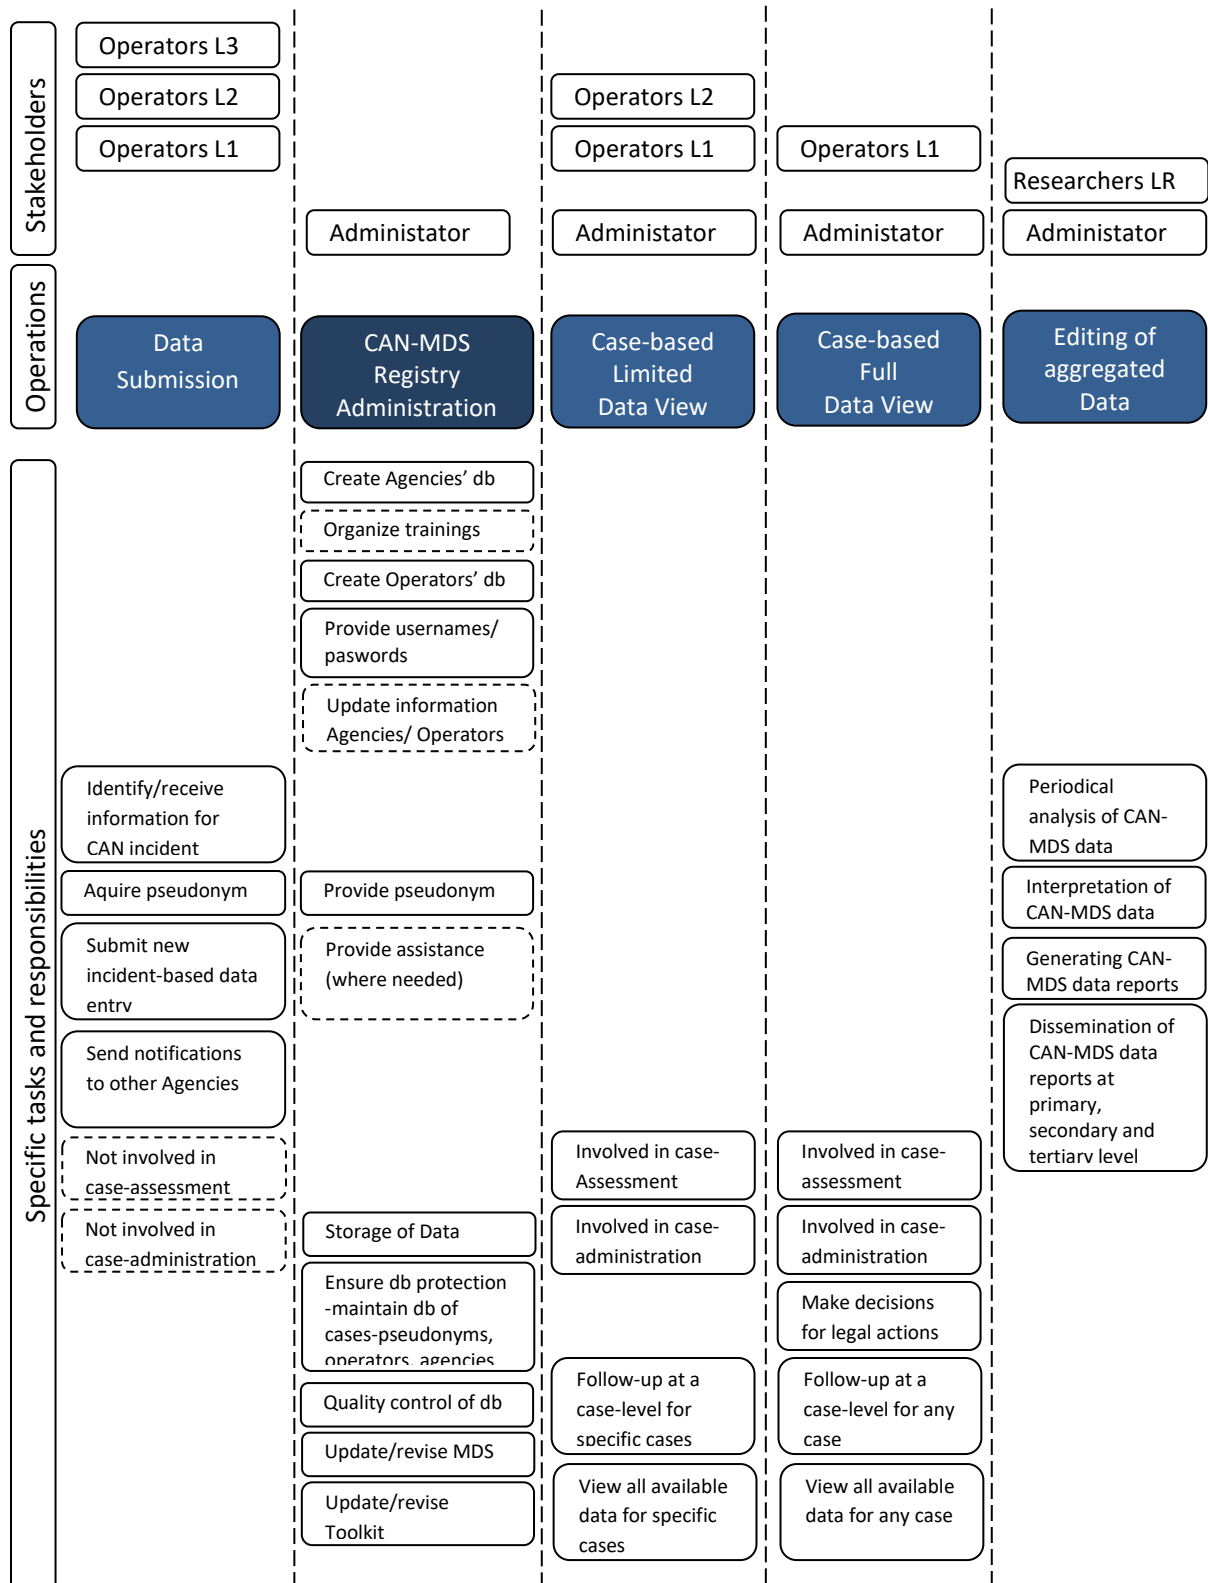 Stakeholders
Operators L3
Operators L2
Operators L1
Administator
Operators L2
Operators L1
Administator
Operators L1
Administator
Researchers LR
Administator
Operations
Data
Submission
CAN-MDS
Registry
Administration
Case-based
Limited
Data View
Case-based
Full
Data View
Editing of
aggregated
Data
Specific tasks and responsibilities
Identify/receive
information for
CAN incident
Aquire pseudonym
Submit new
incident-based data
entry
Send notifications
to other Agencies
Not involved in
case-assessment
Not involved in
case-administration
Create Agencies’ db
Organize trainings
Create Operators’ db
Provide usernames/
paswords
Update information
Agencies/ Operators
Provide pseudonym
Provide assistance
(where needed)
Storage of Data
Ensure db protection
-maintain db of
cases-pseudonyms,
operators, agencies
Quality control of db
Update/revise MDS
Update/revise
Toolkit
Involved in case-
Assessment
Involved in case-
administration
Follow-up at a
case-level for
specific cases
View all available
data for specific
cases
Involved in case-
assessment
Involved in case-
administration
Make decisions
for legal actions
Follow-up at a
case-level for any
case
View all available
data for any case
Periodical
analysis of CAN-
MDS data
Interpretation of
CAN-MDS data
Generating CAN-
MDS data reports
Dissemination of
CAN-MDS data
reports at
primary,
secondary and
tertiary level